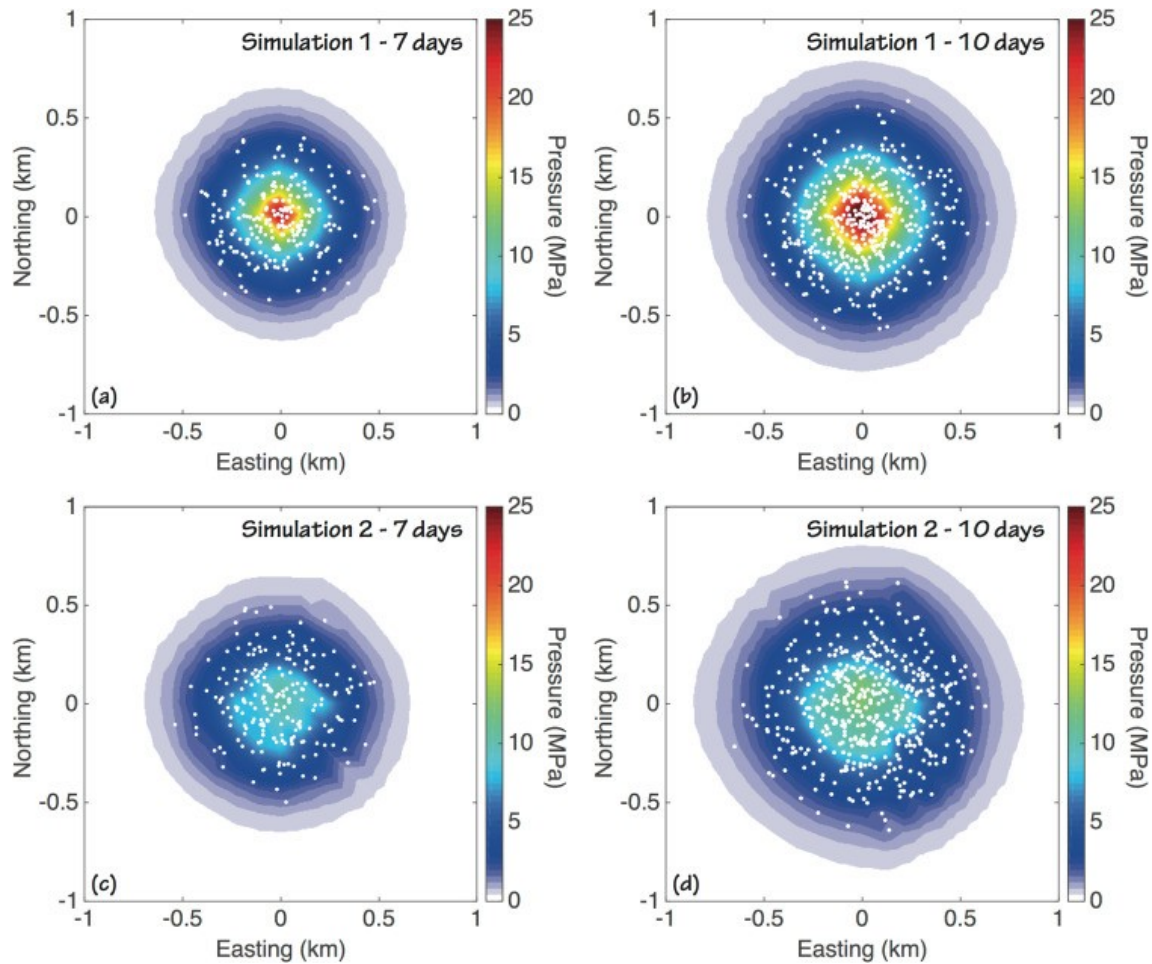 Simulation 1 - 7 days
1
0.5
0
-0.5
-1
Northing (km)
(a)
-1 -0.5 0 0.5 1
Easting (km)
25
20
15
10
5
0
Pressure (MPa)
Simulation 1 - 10 days
1
0.5
0
-0.5
-1
Northing (km)
(b)
-1 -0.5 0 0.5 1
Easting (km)
25
20
15
10
5
0
Pressure (MPa)
Simulation 2 - 7 days
1
0.5
0
-0.5
-1
Northing (km)
(c)
-1 -0.5 0 0.5 1
Easting (km)
25
20
15
10
5
0
Pressure (MPa)
Simulation 2 - 10 days
1
0.5
0
-0.5
-1
Northing (km)
(d)
-1 -0.5 0 0.5 1
Easting (km)
25
20
15
10
5
0
Pressure (MPa)